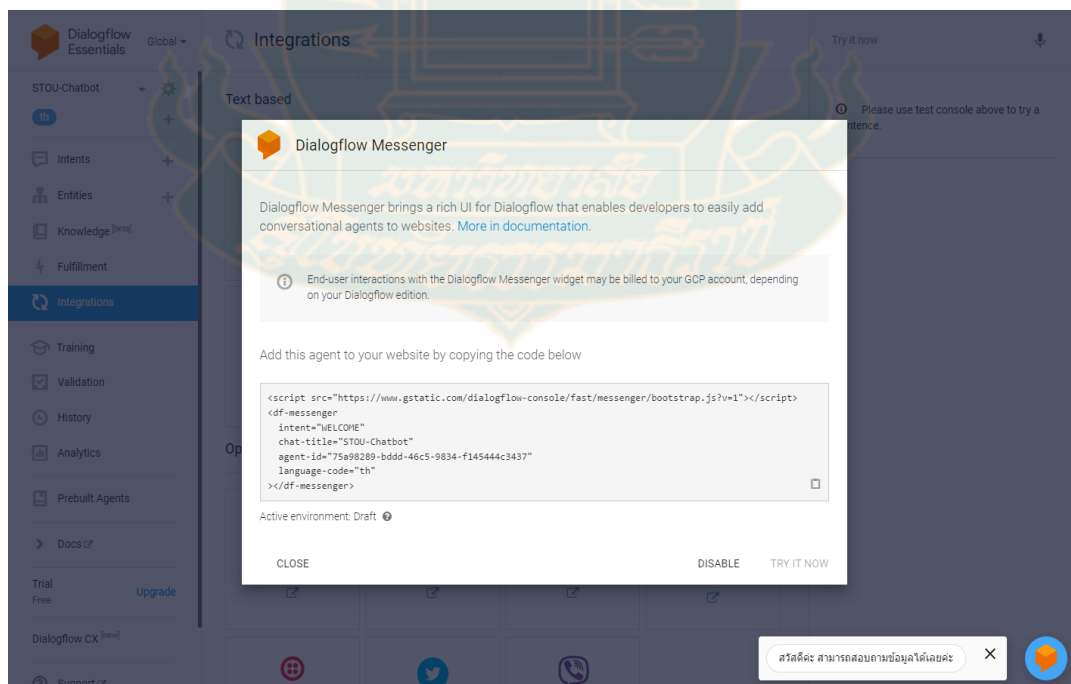 Dialogflow
Essentials
Global
Integrations
Try it now
STOU-Chatbot
th
Text based
Please use test console above to try a
ntence.
Intents
Entities
Knowledge [beta]
Fulfillment
Integrations
Training
Validation
History
Analytics
Prebuilt Agents
Docs
Trial
Free
Upgrade
Dialogflow CX [new]
Support
Op
Dialogflow Messenger
Dialogflow Messenger brings a rich UI for Dialogflow that enables developers to easily add
conversational agents to websites. More in documentation.
End-user interactions with the Dialogflow Messenger widget may be billed to your GCP account, depending
on your Dialogflow edition.
Add this agent to your website by copying the code below
<script src="https://www.gstatic.com/dialogflow-console/fast/messenger/bootstrap.js?v=1"></script>
<df-messenger
intent="WELCOME"
chat-title="STOU-Chatbot"
agent-id="75a98289-bddd-46c5-9834-f145444c3437"
language-code="th"
></df-messenger>
Active environment: Draft
CLOSE
DISABLE
TRY IT NOW
สวัสดีค่ะ สามารถสอบถามข้อมูลได้เลยค่ะ